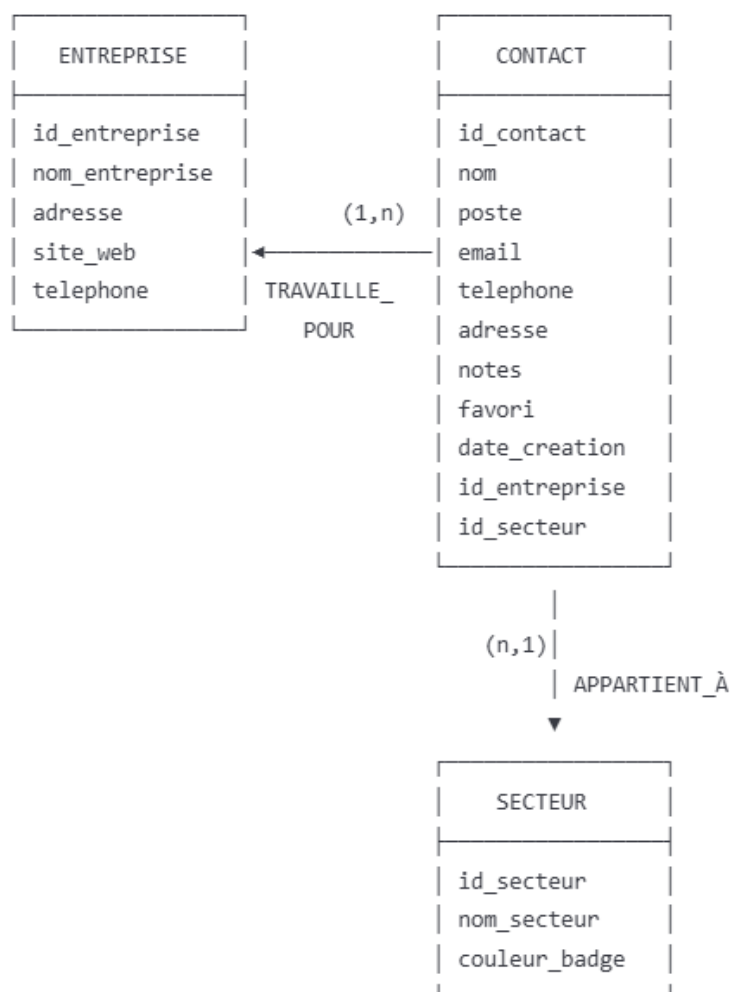 ENTREPRISE
id_entreprise
nom_entreprise
adresse
site_web
telephone
(1,n)
TRAVAILLE_
POUR
CONTACT
id_contact
nom
poste
email
telephone
adresse
notes
favori
date_creation
id_entreprise
id_secteur
(n,1)
APPARTIENT_À
SECTEUR
id_secteur
nom_secteur
couleur_badge